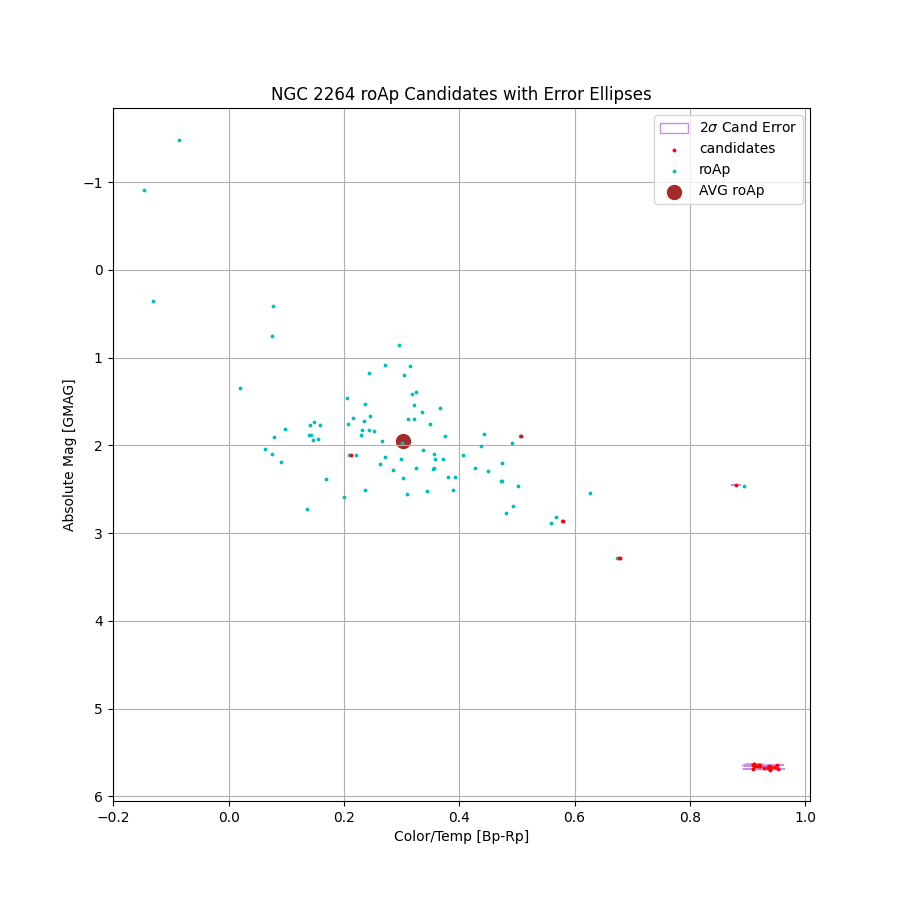 NGC 2264 roAp Candidates with Error Ellipses
2σ Cand Error
candidates
roAp
AVG roAp
−1
0
1
2
3
4
5
6
Absolute Mag [GMAG]
−0.2 0.0 0.2 0.4 0.6 0.8 1.0
Color/Temp [Bp-Rp]